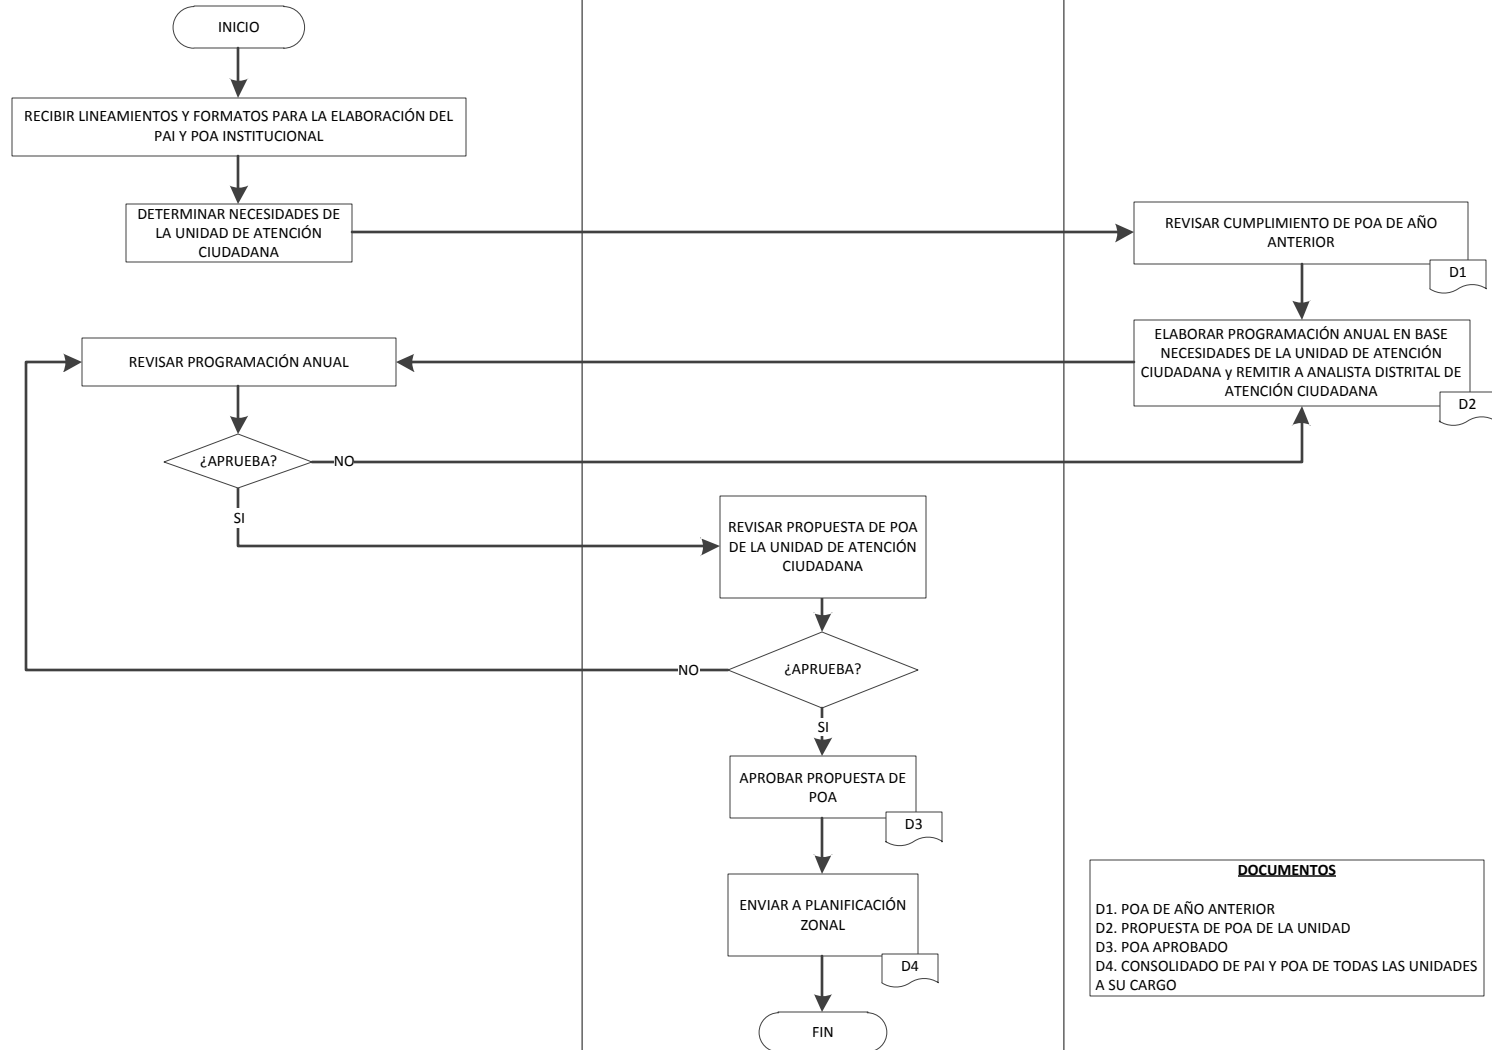 INICIO
RECIBIR LINEAMIENTOS Y FORMATOS PARA LA ELABORACIÓN DEL
PAI Y POA INSTITUCIONAL
DETERMINAR NECESIDADES DE
LA UNIDAD DE ATENCIÓN
CIUDADANA
REVISAR CUMPLIMIENTO DE POA DE AÑO
ANTERIOR
D1
ELABORAR PROGRAMACIÓN ANUAL EN BASE
NECESIDADES DE LA UNIDAD DE ATENCIÓN
CIUDADANA y REMITIR A ANALISTA DISTRITAL DE
ATENCIÓN CIUDADANA
D2
REVISAR PROGRAMACIÓN ANUAL
¿APRUEBA?
NO
SI
REVISAR PROPUESTA DE POA
DE LA UNIDAD DE ATENCIÓN
CIUDADANA
¿APRUEBA?
NO
SI
APROBAR PROPUESTA DE
POA
D3
ENVIAR A PLANIFICACIÓN
ZONAL
D4
FIN
DOCUMENTOS
D1. POA DE AÑO ANTERIOR
D2. PROPUESTA DE POA DE LA UNIDAD
D3. POA APROBADO
D4. CONSOLIDADO DE PAI Y POA DE TODAS LAS UNIDADES
A SU CARGO